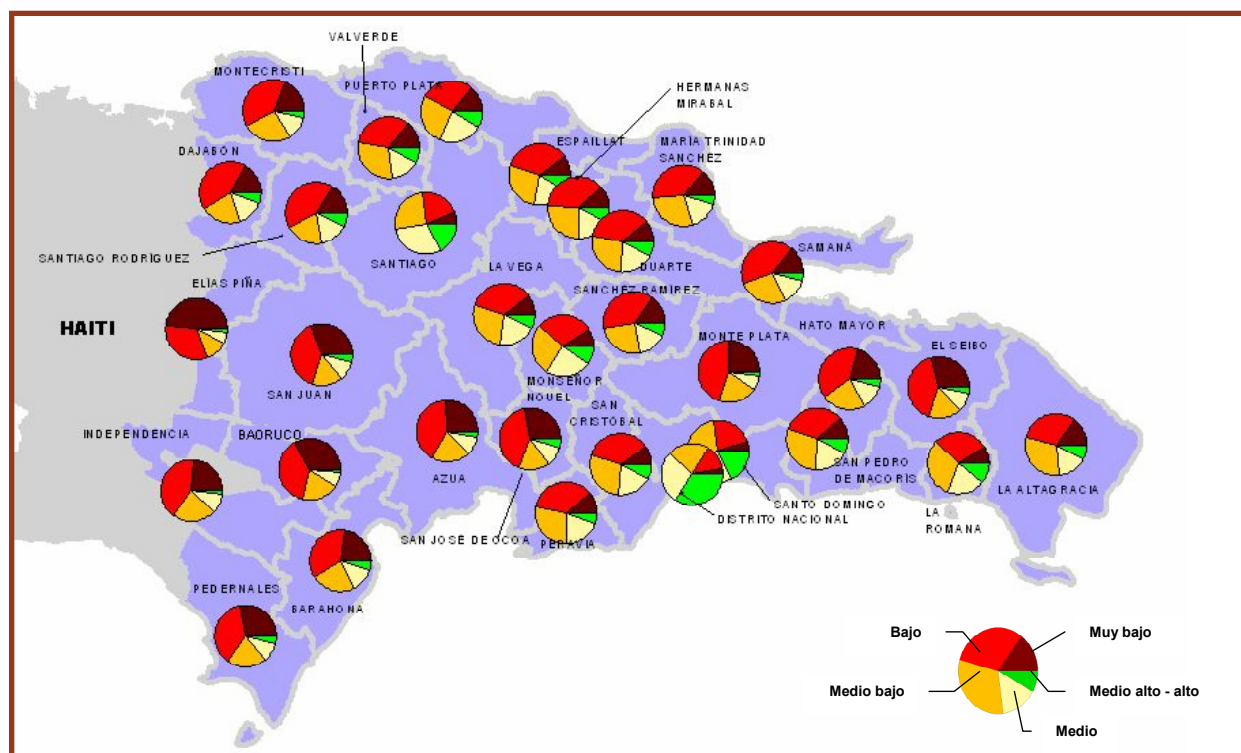 VALVERDE
MONTECRISTI
PUERTO PLATA
HERMANAS
MIRABAL
ESPAILLAT
MARÍA TRINIDAD
SANCHEZ
DAJABON
SANTIAGO RODRÍGUEZ
SANTIAGO
LA VEGA
DUARTE
SAMANÁ
ELÍAS PIÑA
SANCHEZ RAMIREZ
HAITI
MONTE PLATA
HATO MAYOR
EL SEIBO
SAN JUAN
MONSEÑOR
NOUEL
SAN
CRISTOBAL
INDEPENDENCIA
BAORUCO
AZUA
SAN PEDRO
DE MACORÍS
LA ALTAGRACIA
LA
ROMANA
SANTO DOMINGO
DISTRITO NACIONAL
SAN JOSÉ DE OCOA
PERAVIA
PEDERNALES
BARAHONA
Bajo
Muy bajo
Medio bajo
Medio alto - alto
Medio